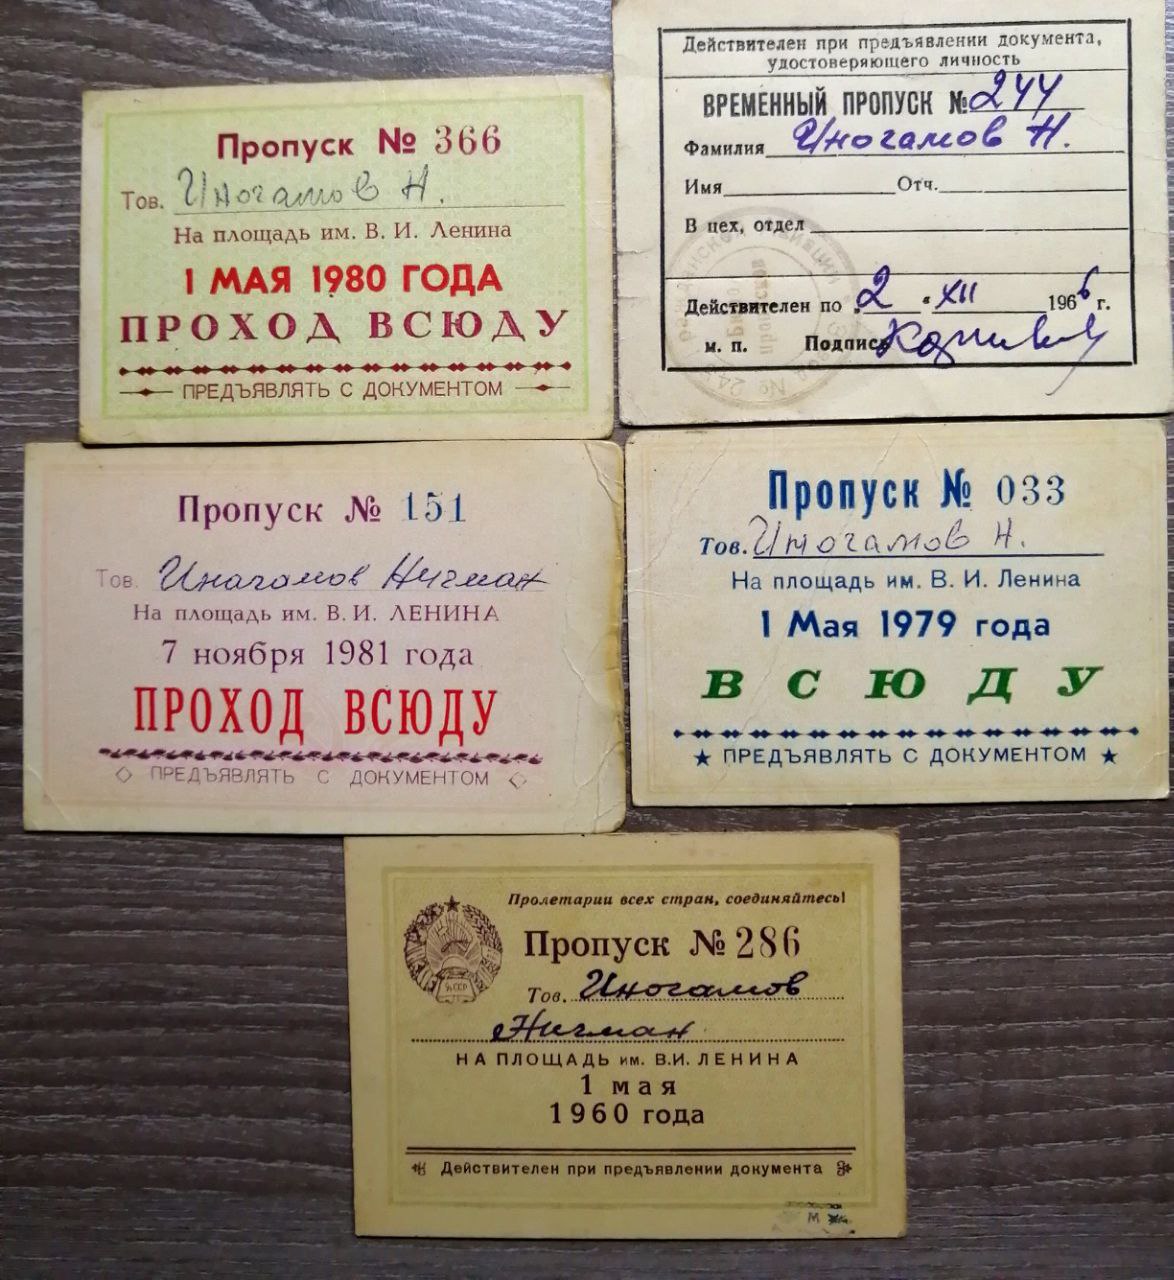 Пропуск № 366
Тов. Иногамов Н.
На площадь им. В. И. Ленина
1 МАЯ 1980 ГОДА
ПРОХОД ВСЮДУ
ПРЕДЪЯВЛЯТЬ С ДОКУМЕНТОМ
Действителен при предъявлении документа,
удостоверяющего личность
ВРЕМЕННЫЙ ПРОПУСК № 244
Фамилия Иногамов Н.
Имя Отч.
В цех, отдел
Действителен по „2 " XII 1966 г.
м. п. Подпись
Пропуск № 151
Тов. Иногамов Нигман
На площадь им. В. И. ЛЕНИНА
7 ноября 1981 года
ПРОХОД ВСЮДУ
ПРЕДЪЯВЛЯТЬ С ДОКУМЕНТОМ
Пропуск № 033
Тов. Иногамов Н.
На площадь им. В. И. Ленина
1 Мая 1979 года
ВСЮДУ
ПРЕДЪЯВЛЯТЬ С ДОКУМЕНТОМ
Пролетарии всех стран, соединяйтесь!
Пропуск № 286
Тов. Иногамов
Нигман
НА ПЛОЩАДЬ им. В.И. ЛЕНИНА
1 мая
1960 года
Действителен при предъявлении документа